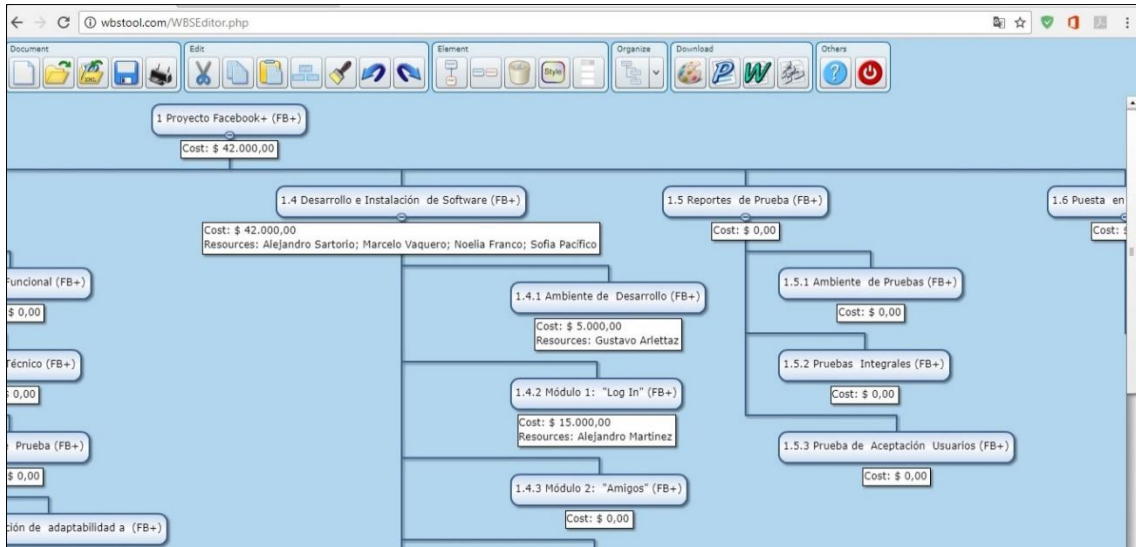 wbstool.com/WBSEditor.php
Document
Edit
Element
Organize
Download
Others
XML
Style
1 Proyecto Facebook+ (FB+)
Cost: $ 42.000,00
1.4 Desarrollo e Instalación de Software (FB+)
Cost: $ 42.000,00
Resources: Alejandro Sartorio; Marcelo Vaquero; Noelia Franco; Sofia Pacífico
1.5 Reportes de Prueba (FB+)
Cost: $ 0,00
1.6 Puesta en
Cost:
Funcional (FB+)
$ 0,00
Técnico (FB+)
$ 0,00
Prueba (FB+)
$ 0,00
ción de adaptabilidad a (FB+)
1.4.1 Ambiente de Desarrollo (FB+)
Cost: $ 5.000,00
Resources: Gustavo Arlettaz
1.4.2 Módulo 1: "Log In" (FB+)
Cost: $ 15.000,00
Resources: Alejandro Martinez
1.4.3 Módulo 2: "Amigos" (FB+)
Cost: $ 0,00
1.5.1 Ambiente de Pruebas (FB+)
Cost: $ 0,00
1.5.2 Pruebas Integrales (FB+)
Cost: $ 0,00
1.5.3 Prueba de Aceptación Usuarios (FB+)
Cost: $ 0,00